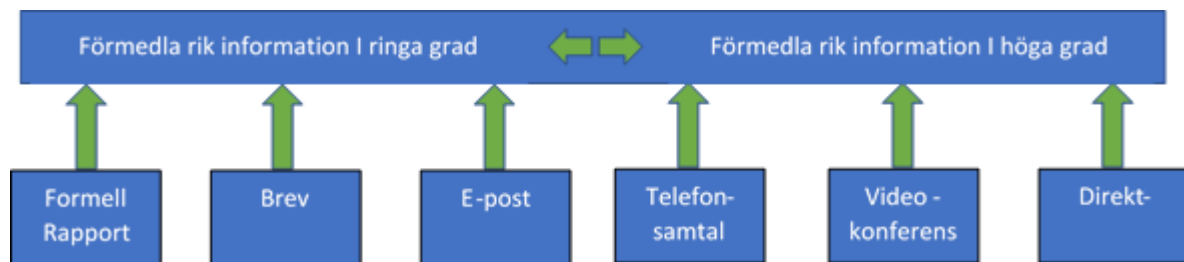 Förmedla rik information I ringa grad
Förmedla rik information I höga grad
Formell
Rapport
Brev
E-post
Telefon-
samtal
Video -
konferens
Direkt-